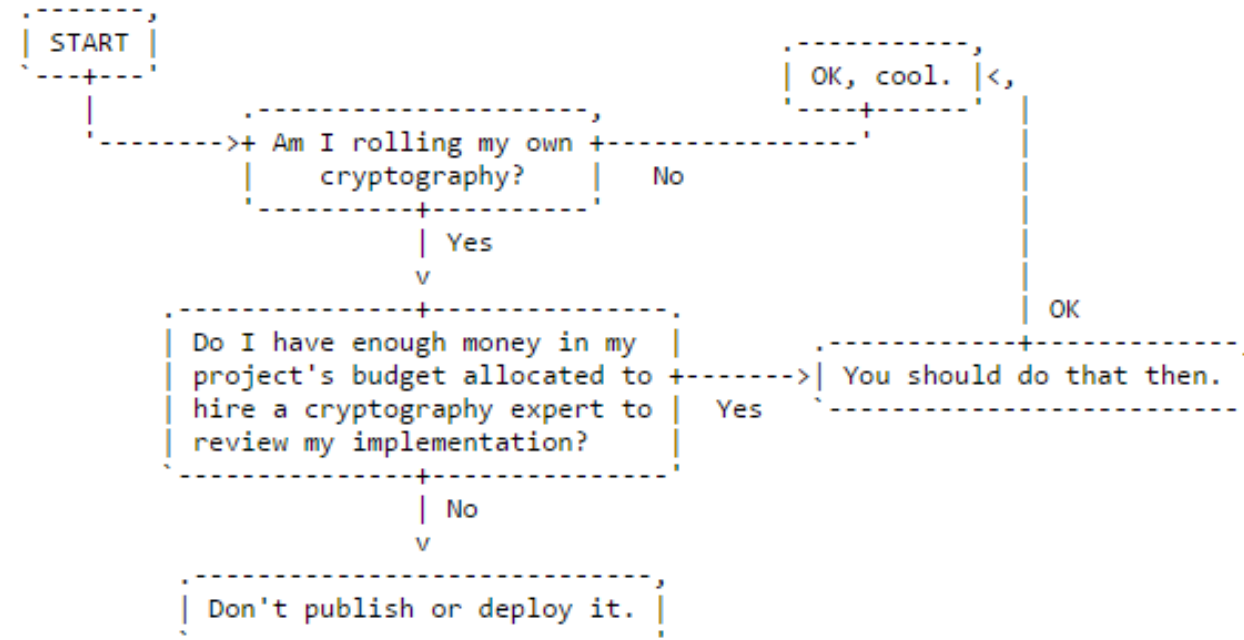 START
OK, cool.
Am I rolling my own
cryptography?
No
Yes
OK
Do I have enough money in my
project's budget allocated to
hire a cryptography expert to
review my implementation?
Yes
You should do that then.
No
Don't publish or deploy it.